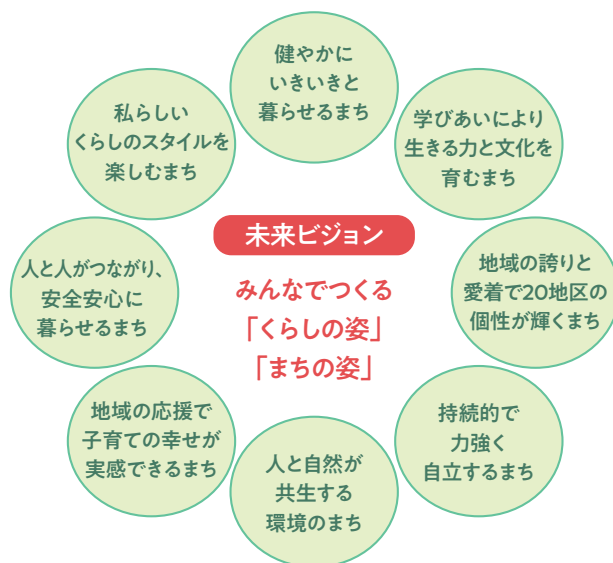 健やかに
いきいきと
暮らせるまち
学びあいにより
生きる力と文化を
育むまち
地域の誇りと
愛着で20地区の
個性が輝くまち
持続的で
力強く
自立するまち
人と自然が
共生する
環境のまち
地域の応援で
子育ての幸せが
実感できるまち
人と人がつながり、
安全安心に
暮らせるまち
私らしい
くらしのスタイルを
楽しむまち
未来ビジョン
みんなでつくる
「くらしの姿」
「まちの姿」